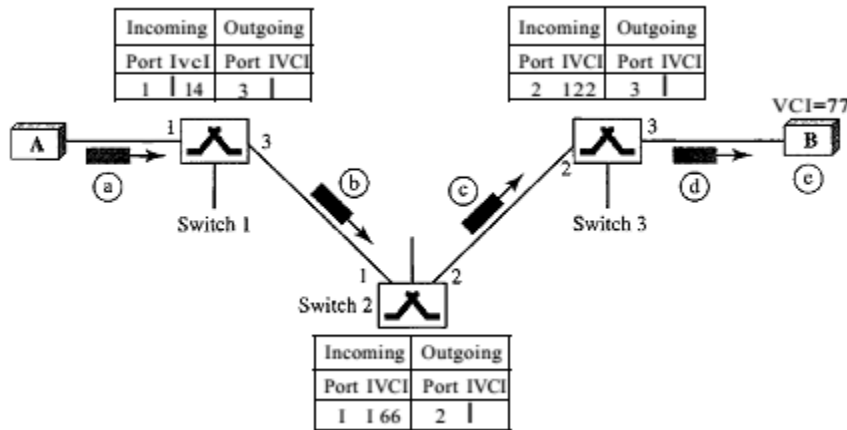 Incoming Outgoing
Port IvcI Port IVCI
1 | 14 3 |
Incoming Outgoing
Port IVCI Port IVCI
2 122 3 |
VCI=77
A
1
3
a
Switch 1
b
c
2
3
d
B
e
Switch 3
1
2
Switch 2
Incoming Outgoing
Port IVCI Port IVCI
1 I 66 2 |